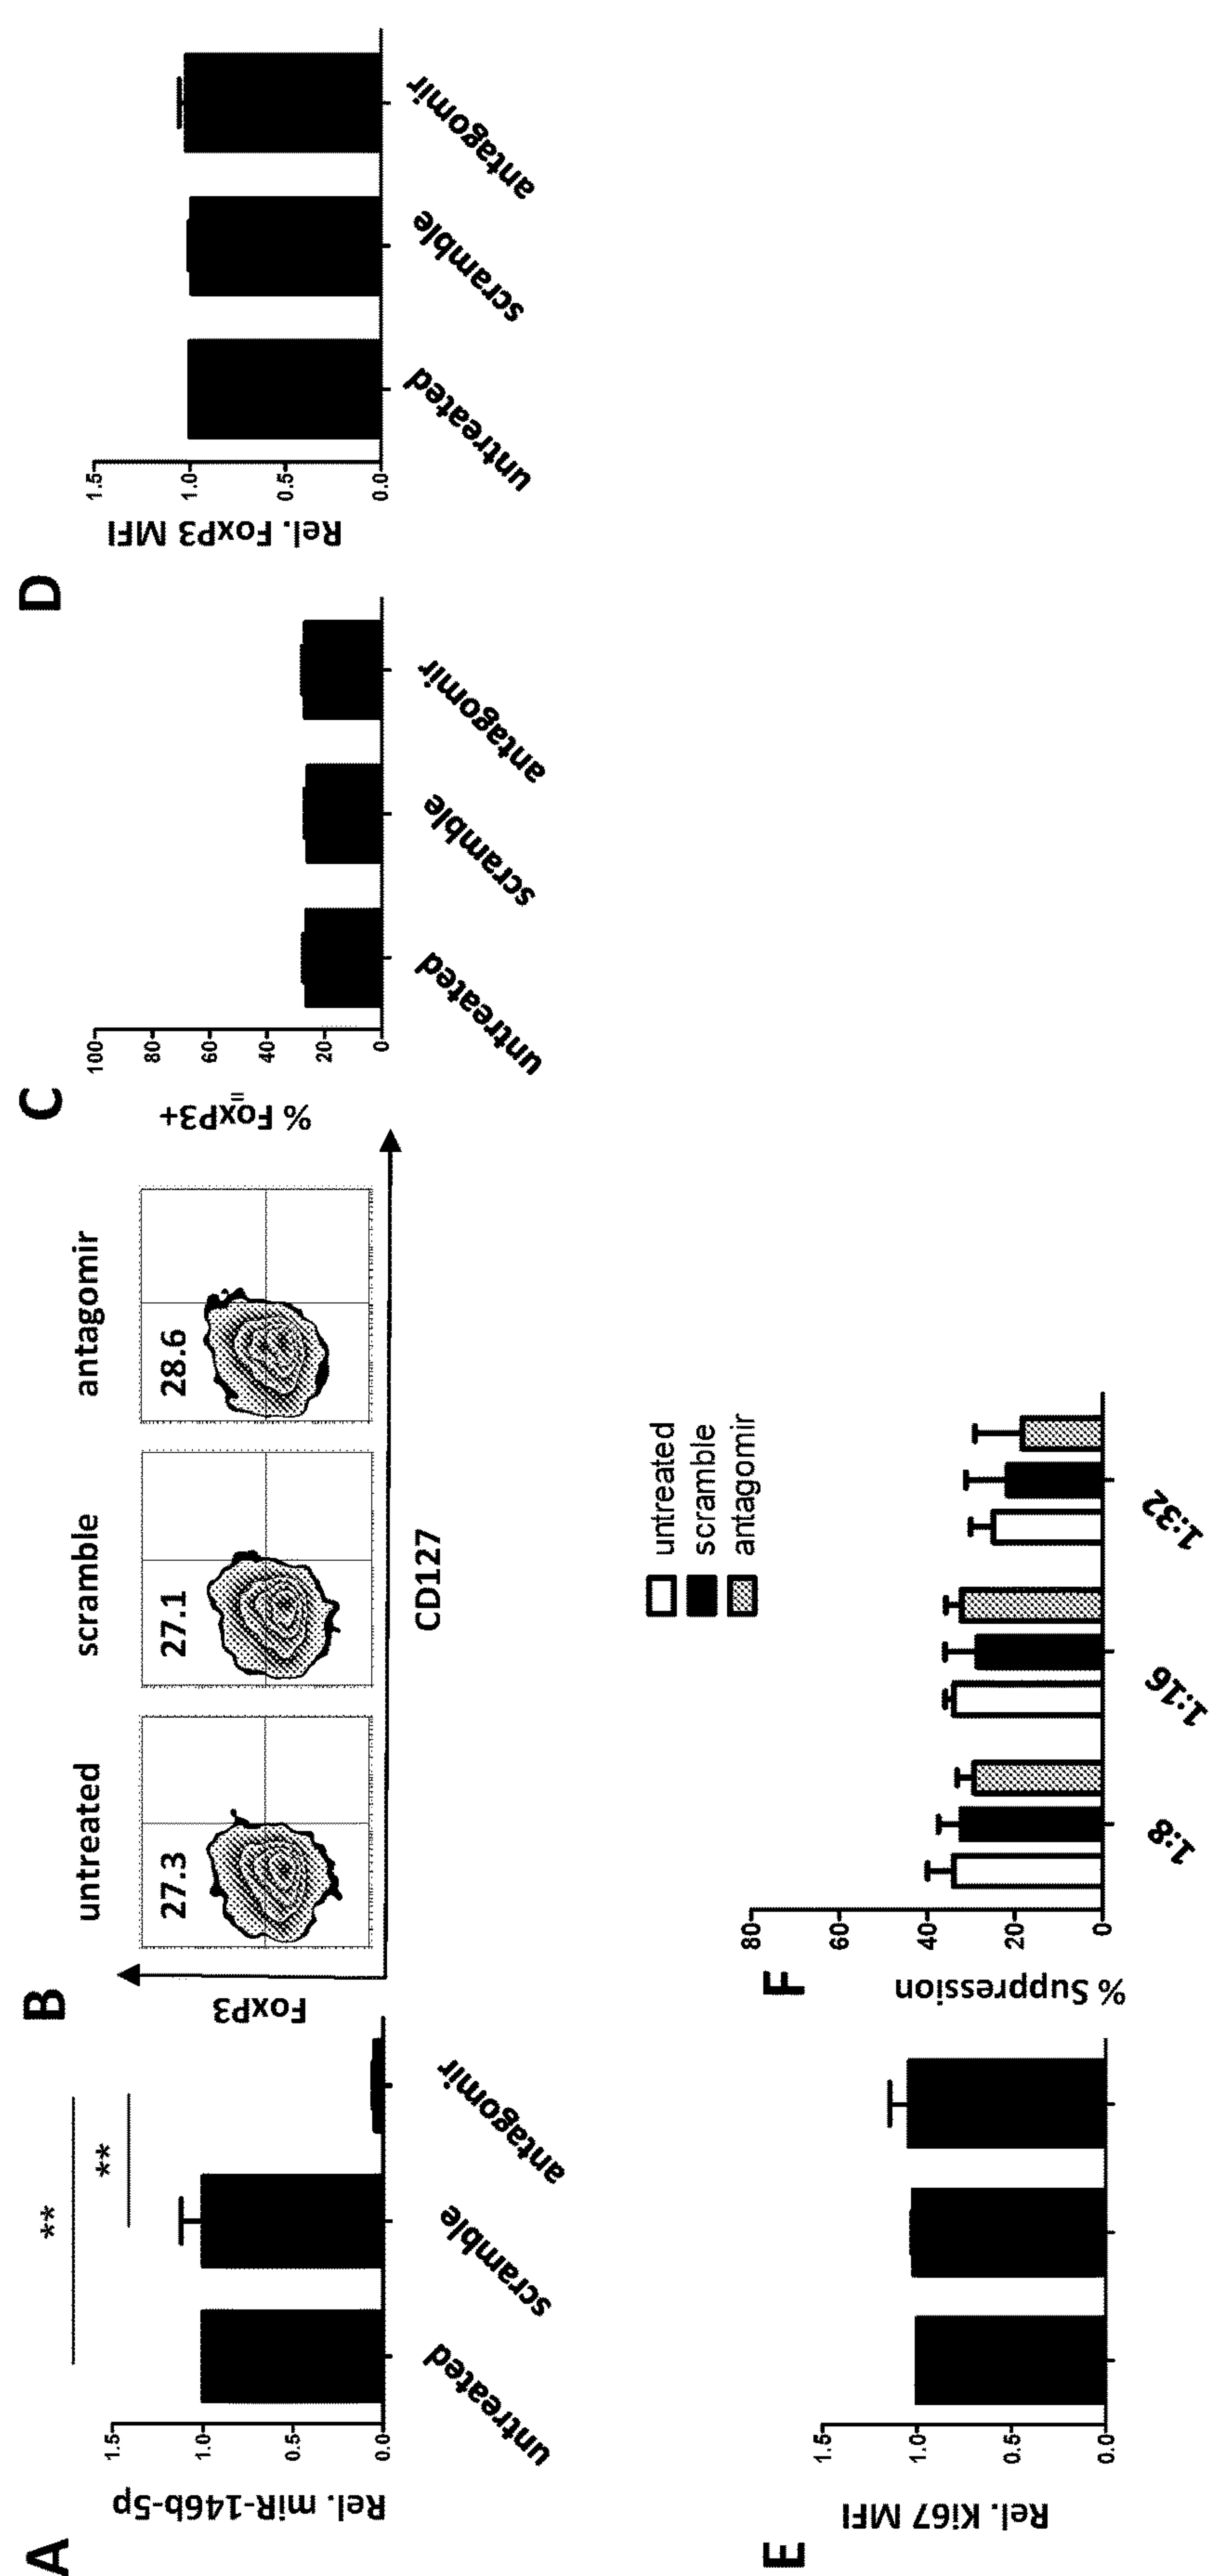 A
Rel. miR-146b-5p
1.5
1.0
0.5
0.0
**
**
untreated
scramble
antagomir
B
untreated
scramble
antagomir
27.3
27.1
28.6
FoxP3
CD127
C
% FoxP3+
100
80
60
40
20
0
untreated
scramble
antagomir
D
Rel. FoxP3 MFI
1.5
1.0
0.5
0.0
untreated
scramble
antagomir
E
Rel. Ki67 MFI
1.5
1.0
0.5
0.0
F
% Suppression
80
60
40
20
0
untreated
scramble
antagomir
1:8
1:16
1:32